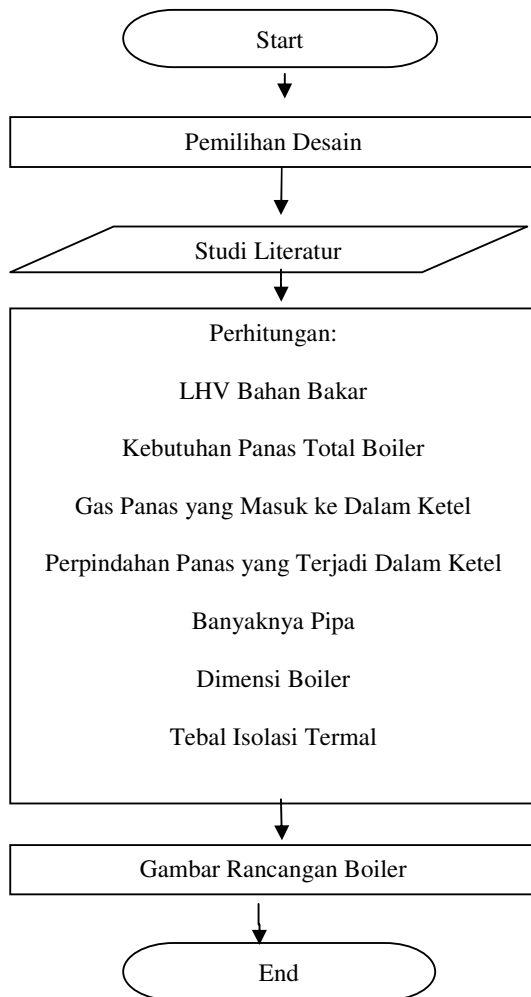 Start
Pemilihan Desain
Studi Literatur
Perhitungan:
LHV Bahan Bakar
Kebutuhan Panas Total Boiler
Gas Panas yang Masuk ke Dalam Ketel
Perpindahan Panas yang Terjadi Dalam Ketel
Banyaknya Pipa
Dimensi Boiler
Tebal Isolasi Termal
Gambar Rancangan Boiler
End